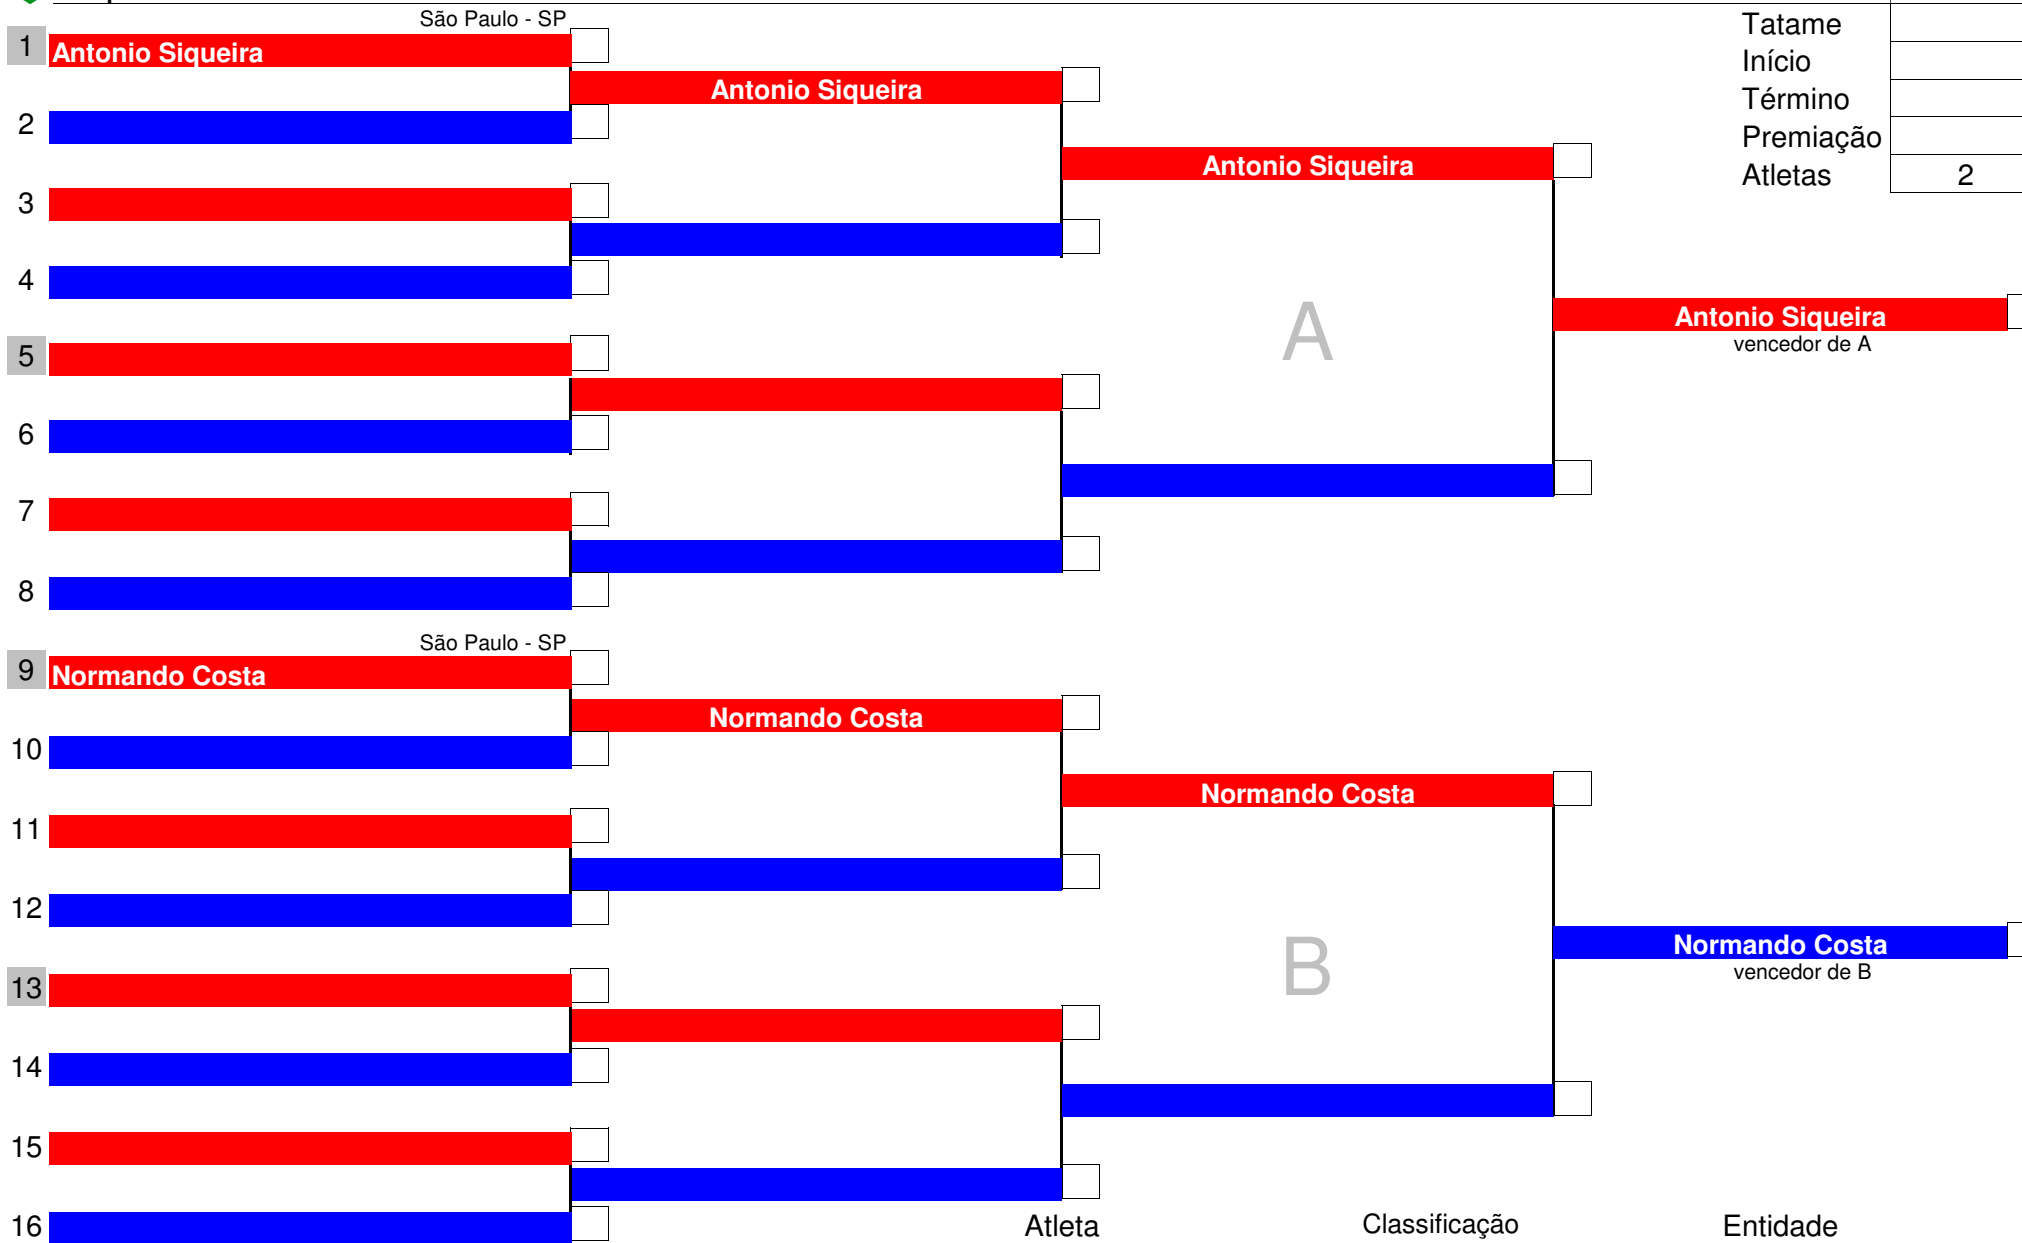 São Paulo - SP
Tatame
1 Antonio Siqueira
Início
Antonio Siqueira
Término
2
Premiação
Antonio Siqueira
Atletas 2
3
4
A
Antonio Siqueira
vencedor de A
5
6
7
8
São Paulo - SP
9 Normando Costa
Normando Costa
10
Normando Costa
11
12
B
Normando Costa
vencedor de B
13
14
15
16
Atleta Classificação Entidade